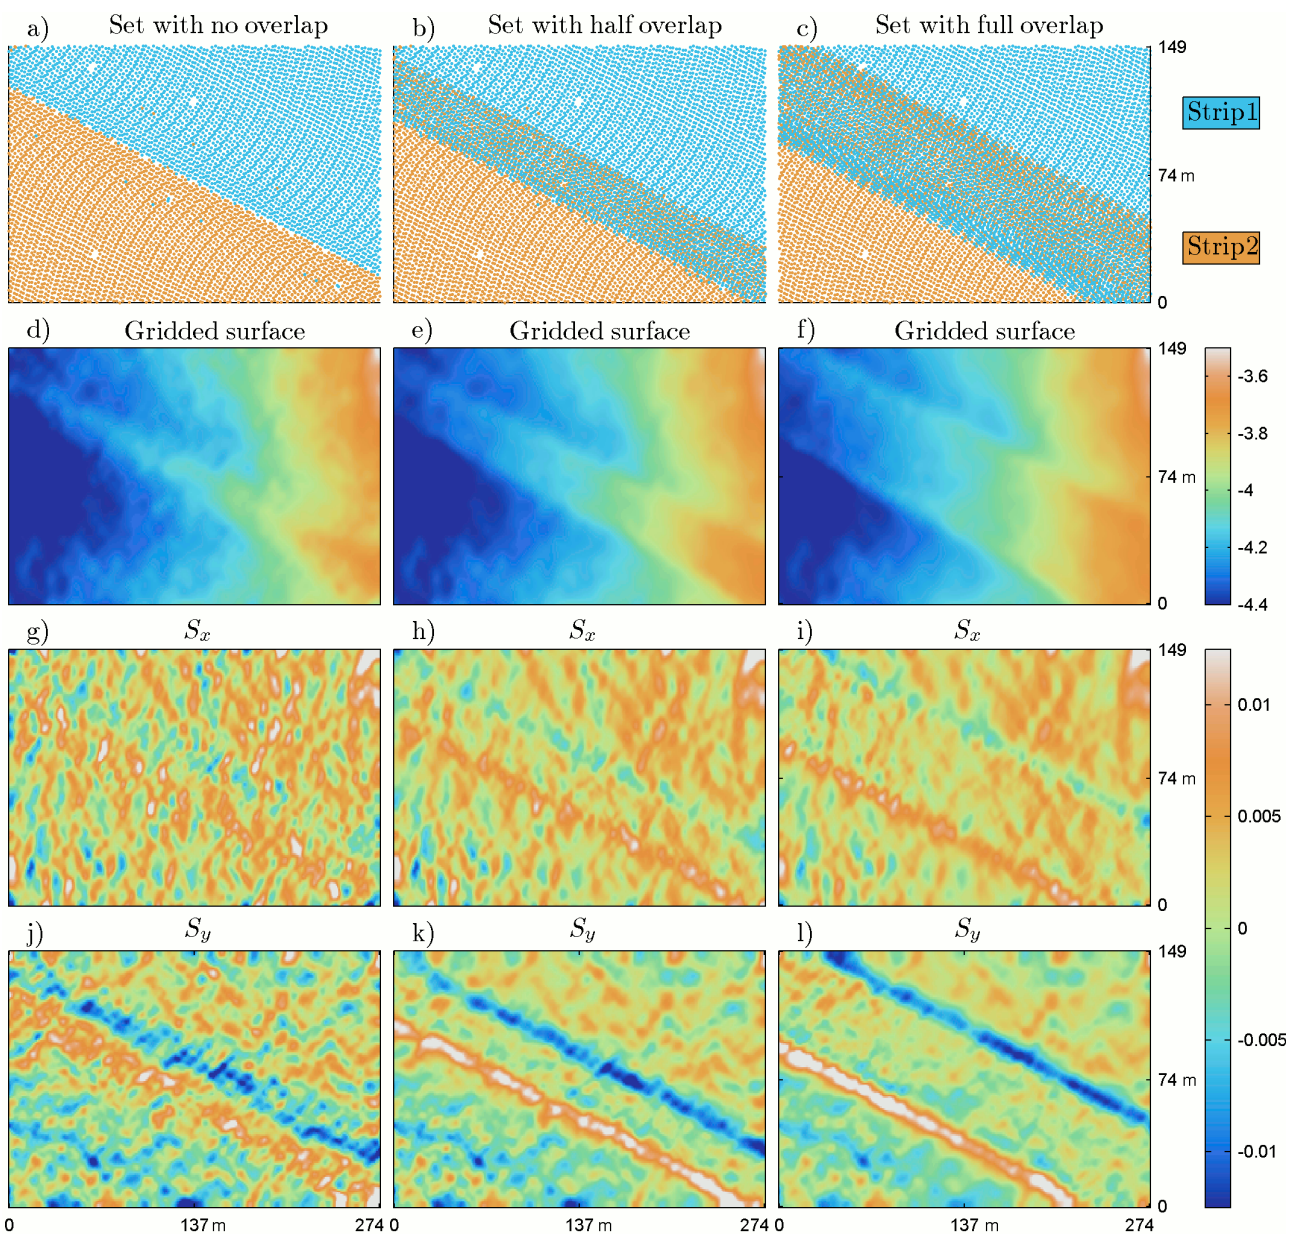 a) Set with no overlap b) Set with half overlap c) Set with full overlap
149
Strip1
74 m
Strip2
0
d) Gridded surface e) Gridded surface f) Gridded surface
149
-3.6
-3.8
74 m
-4
-4.2
0
-4.4
g) Sx h) Sx i) Sx
149
0.01
74 m
0.005
0
0
j) Sy k) Sy l) Sy
149
-0.005
74 m
-0.01
0
0 137 m 274 0 137 m 274 0 137 m 274